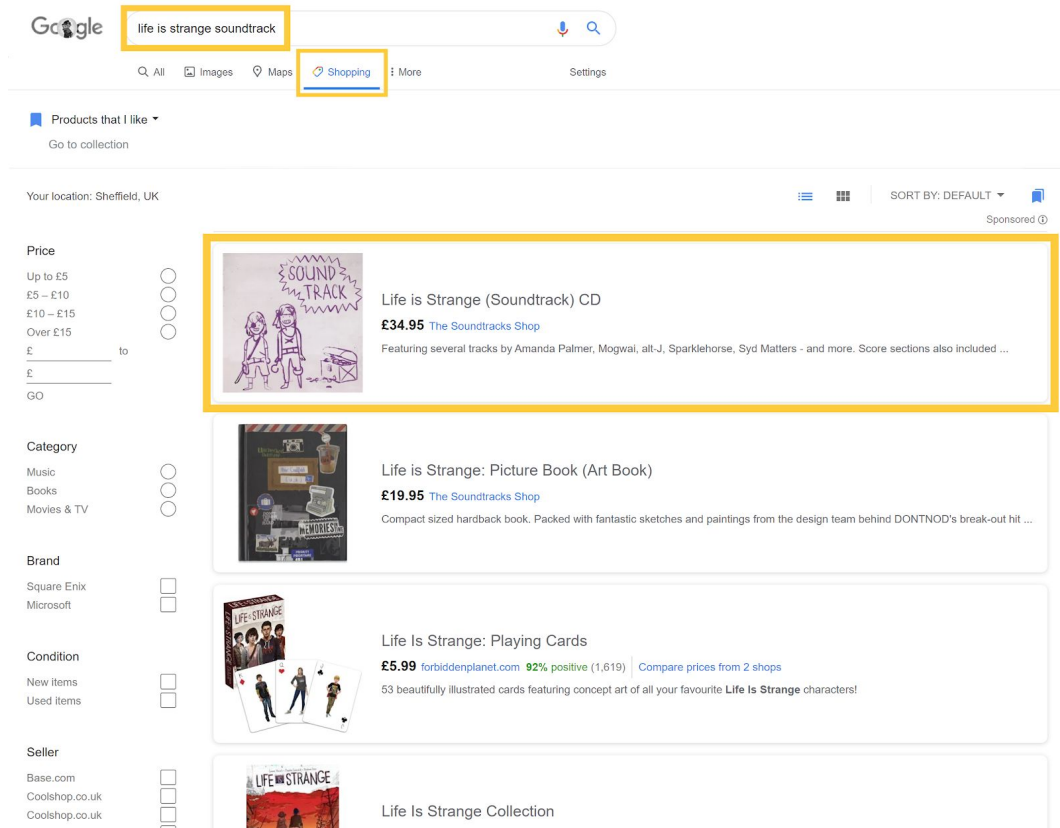 Google
life is strange soundtrack
All Images Maps Shopping More Settings
Products that I like
Go to collection
Your location: Sheffield, UK
SORT BY: DEFAULT
Sponsored
Price
Up to £5
£5 – £10
£10 – £15
Over £15
£ to
£
GO
Category
Music
Books
Movies & TV
Brand
Square Enix
Microsoft
Condition
New items
Used items
Seller
Base.com
Coolshop.co.uk
Coolshop.co.uk
SOUND
TRACK
Life is Strange (Soundtrack) CD
£34.95 The Soundtracks Shop
Featuring several tracks by Amanda Palmer, Mogwai, alt-J, Sparklehorse, Syd Matters - and more. Score sections also included ...
MEMORIES
Life is Strange: Picture Book (Art Book)
£19.95 The Soundtracks Shop
Compact sized hardback book. Packed with fantastic sketches and paintings from the design team behind DONTNOD's break-out hit ...
LIFE IS STRANGE
Life Is Strange: Playing Cards
£5.99 forbiddenplanet.com 92% positive (1,619) Compare prices from 2 shops
53 beautifully illustrated cards featuring concept art of all your favourite Life Is Strange characters!
LIFE IS STRANGE
Life Is Strange Collection